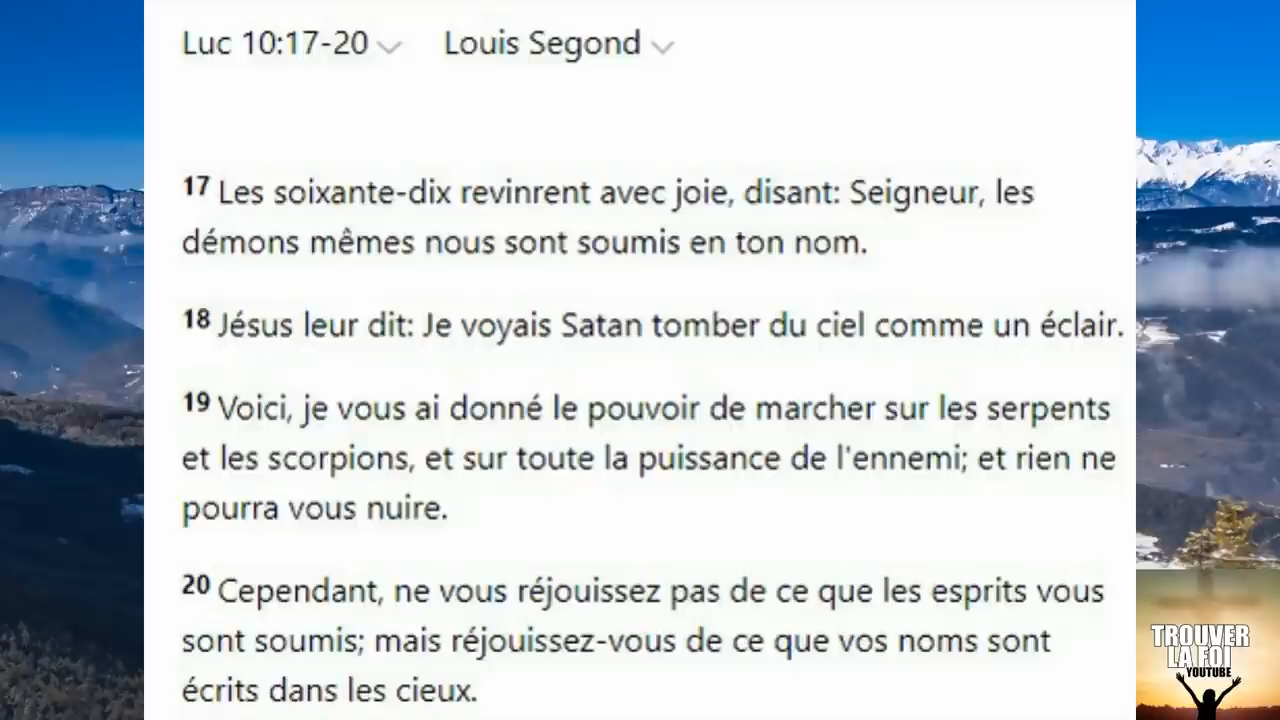 Luc 10:17-20 Louis Segond
17 Les soixante-dix revinrent avec joie, disant: Seigneur, les
démons mêmes nous sont soumis en ton nom.
18 Jésus leur dit: Je voyais Satan tomber du ciel comme un éclair.
19 Voici, je vous ai donné le pouvoir de marcher sur les serpents
et les scorpions, et sur toute la puissance de l'ennemi; et rien ne
pourra vous nuire.
20 Cependant, ne vous réjouissez pas de ce que les esprits vous
sont soumis; mais réjouissez-vous de ce que vos noms sont
écrits dans les cieux.
TROUVER
LA FOI
YOUTUBE